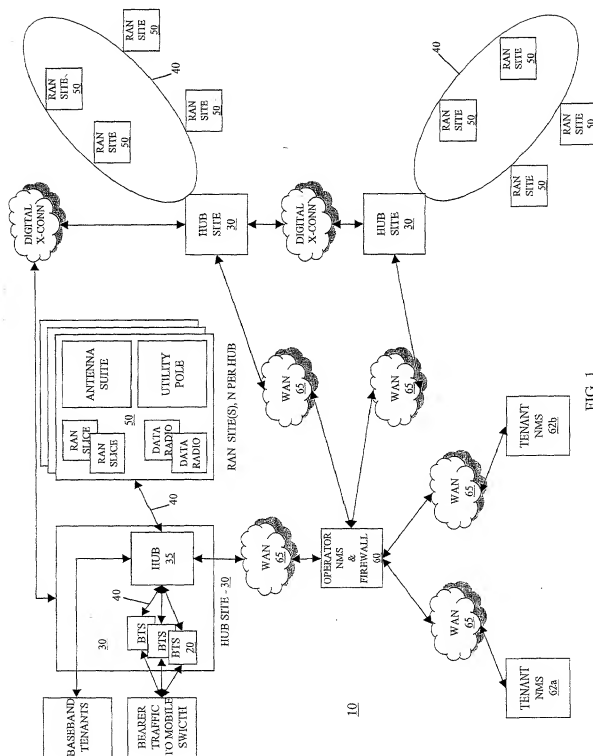 BASEBAND
TENANTS
BEARER
TRAFFIC
TO MOBILE
SWICTH
30
40
BTS
BTS
BTS
20
HUB
35
HUB SITE - 30
40
RAN
SLICE
RAN
SLICE
50
DATA
RADIO
DATA
RADIO
ANTENNA
SUITE
UTILITY
POLE
RAN SITE(S), N PER HUB
DIGITAL
X-CONN
RAN
SITE
50
RAN
SITE
50
RAN
SITE
50
RAN
SITE
50
40
HUB
SITE
30
DIGITAL
X-CONN
HUB
SITE
30
40
RAN
SITE
50
RAN
SITE
50
RAN
SITE
50
RAN
SITE
50
WAN
65
WAN
65
WAN
65
OPERATOR
NMS
&
FIREWALL
60
WAN
65
WAN
65
TENANT
NMS
62a
TENANT
NMS
62b
10
FIG. 1